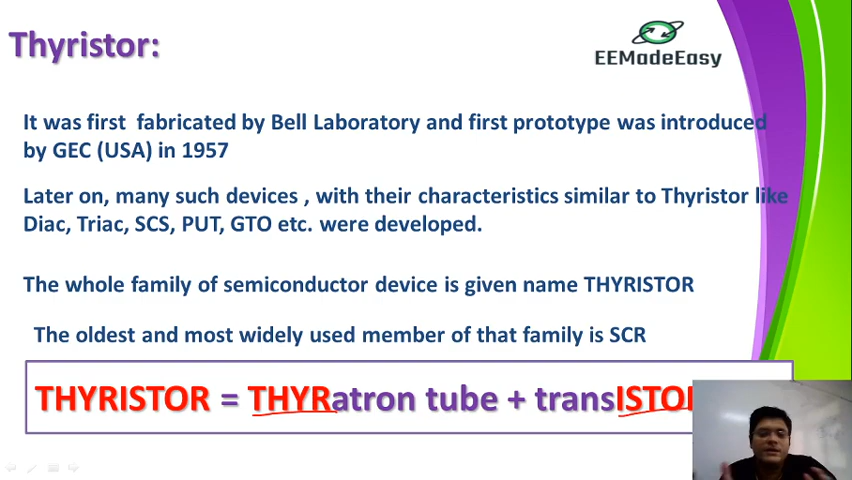 Thyristor:
EEMadeEasy
It was first fabricated by Bell Laboratory and first prototype was introduced
by GEC (USA) in 1957
Later on, many such devices , with their characteristics similar to Thyristor like
Diac, Triac, SCS, PUT, GTO etc. were developed.
The whole family of semiconductor device is given name THYRISTOR
The oldest and most widely used member of that family is SCR
THYRISTOR = THYRatron tube + transISTO